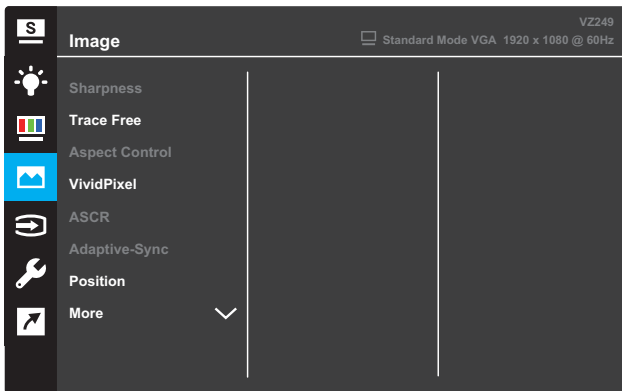 S
VZ249
Image
Standard Mode VGA 1920 x 1080 @ 60Hz
Sharpness
Trace Free
Aspect Control
VividPixel
ASCR
Adaptive-Sync
Position
More